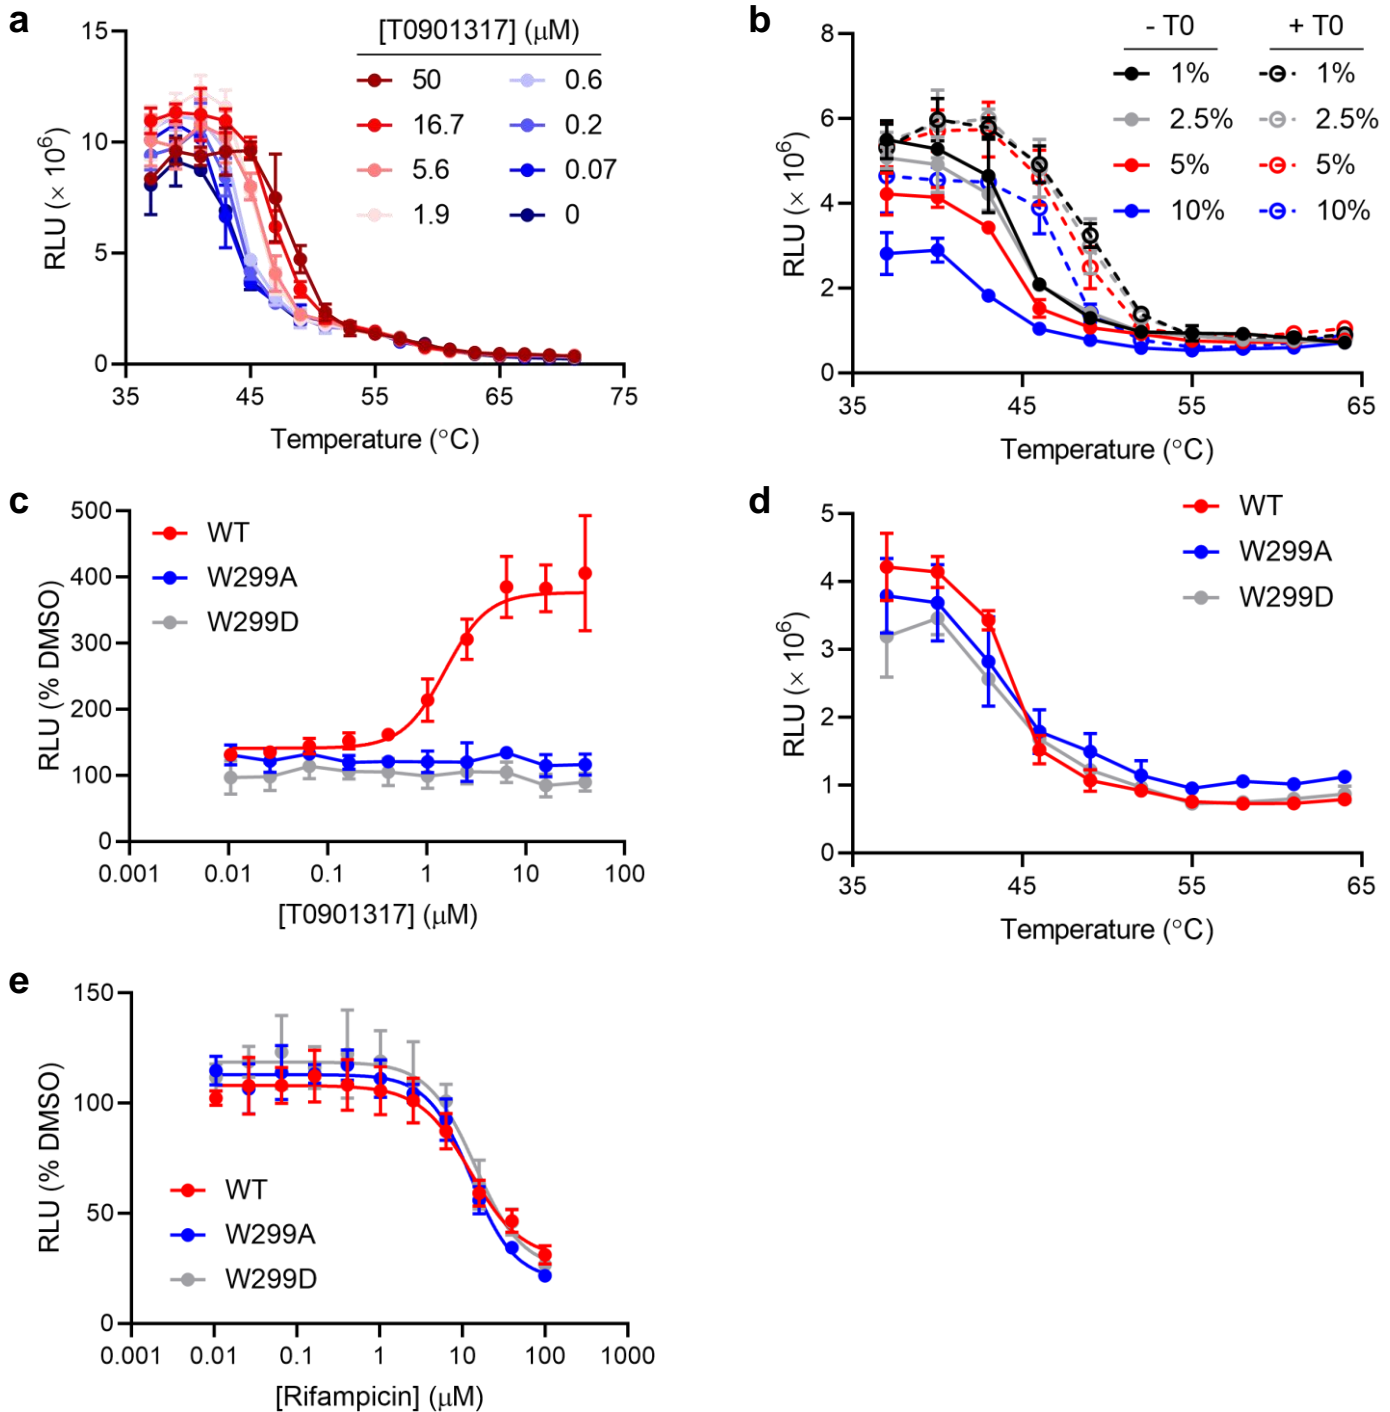 a
[T0901317] (μM)
50
0.6
16.7
0.2
5.6
0.07
1.9
0
RLU (× 10⁶)
15
10
5
0
35
45
55
65
75
Temperature (°C)
b
- T0
+ T0
1%
1%
2.5%
2.5%
5%
5%
10%
10%
RLU (× 10⁶)
8
6
4
2
0
35
45
55
65
Temperature (°C)
c
WT
W299A
W299D
RLU (% DMSO)
500
400
300
200
100
0
0.001
0.01
0.1
1
10
100
[T0901317] (μM)
d
WT
W299A
W299D
RLU (× 10⁶)
5
4
3
2
1
0
35
45
55
65
Temperature (°C)
e
WT
W299A
W299D
RLU (% DMSO)
150
100
50
0
0.001
0.01
0.1
1
10
100
1000
[Rifampicin] (μM)